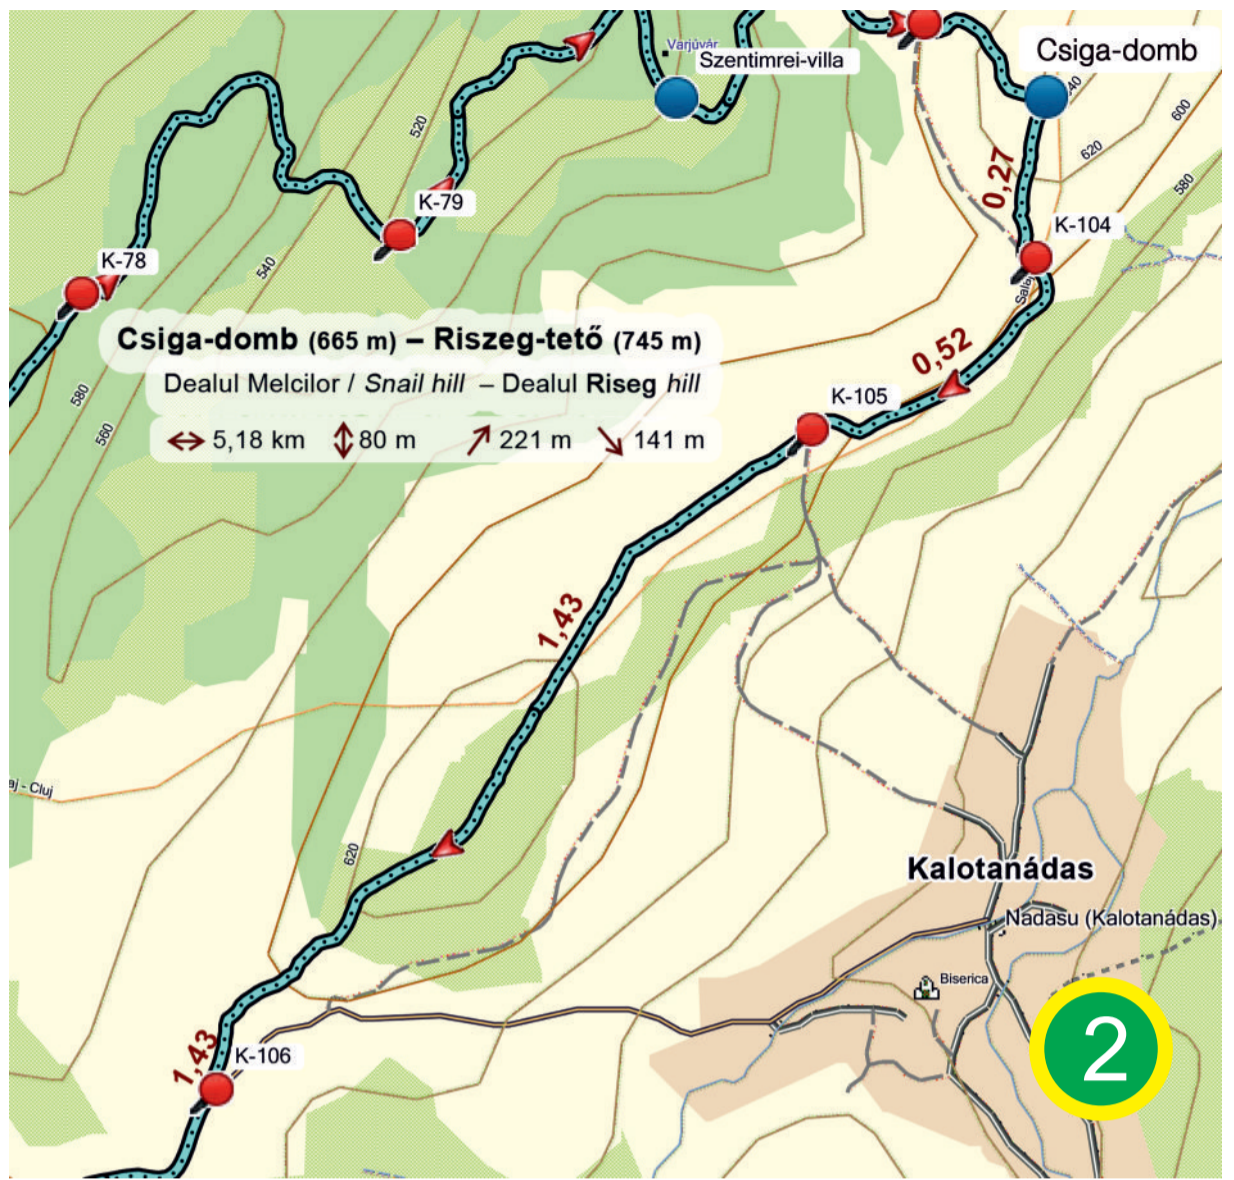 Varjúvár
Szentimrei-villa
Csiga-domb
640
600
620
580
520
0,27
K-79
K-104
K-78
540
Csiga-domb (665 m) – Riszeg-tető (745 m)
Dealul Melcilor / Snail hill – Dealul Riseg hill
5,18 km 80 m 221 m 141 m
0,52
K-105
580
560
1,43
aj - Cluj
620
Kalotanádas
Nadasu (Kalotanádas)
Biserica
2
1,43
K-106